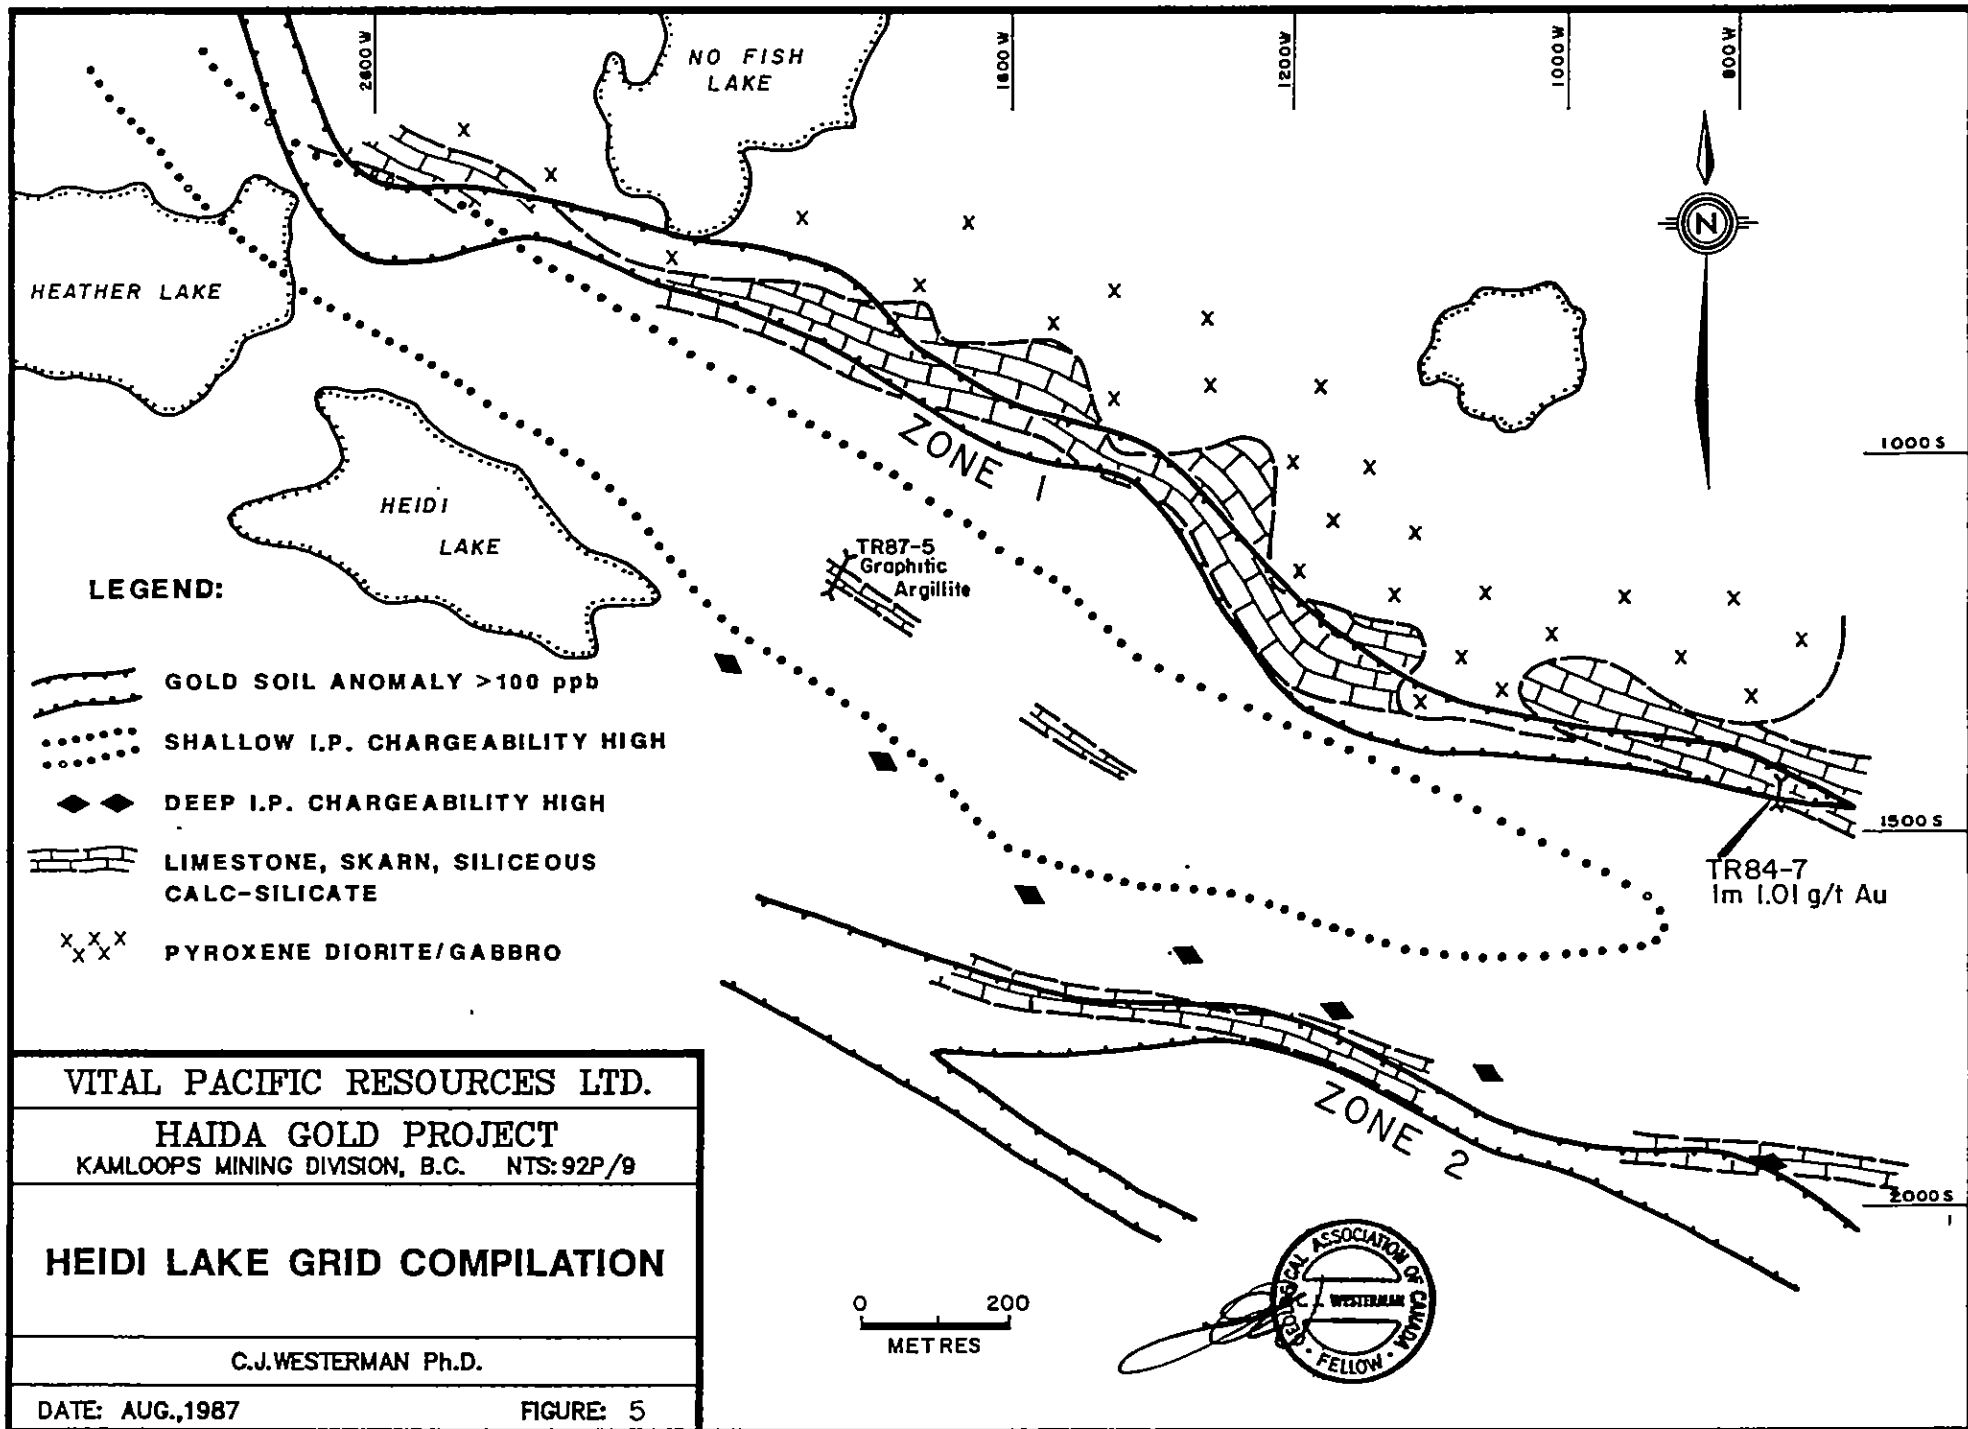 2600 W
NO FISH
LAKE
1600 W
1200W
1000 W
800 W
N
HEATHER LAKE
1000 S
ZONE 1
HEIDI
LAKE
TR87-5
Graphitic
Argillite
LEGEND:
GOLD SOIL ANOMALY >100 ppb
SHALLOW I.P. CHARGEABILITY HIGH
DEEP I.P. CHARGEABILITY HIGH
LIMESTONE, SKARN, SILICEOUS
CALC-SILICATE
PYROXENE DIORITE/GABBRO
1500 S
TR84-7
1m 1.01 g/t Au
ZONE 2
2000 S
VITAL PACIFIC RESOURCES LTD.
HAIDA GOLD PROJECT
KAMLOOPS MINING DIVISION, B.C. NTS: 92P/9
HEIDI LAKE GRID COMPILATION
C.J. WESTERMAN Ph.D.
DATE: AUG., 1987 FIGURE: 5
0 200
METRES
GEOLOGICAL ASSOCIATION OF CANADA
WESTERMAN
FELLOW